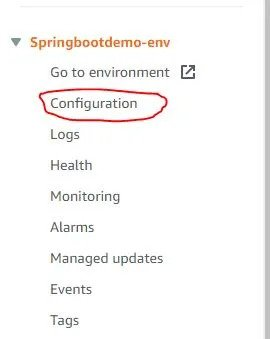 Springbootdemo-env
Go to environment
Configuration
Logs
Health
Monitoring
Alarms
Managed updates
Events
Tags